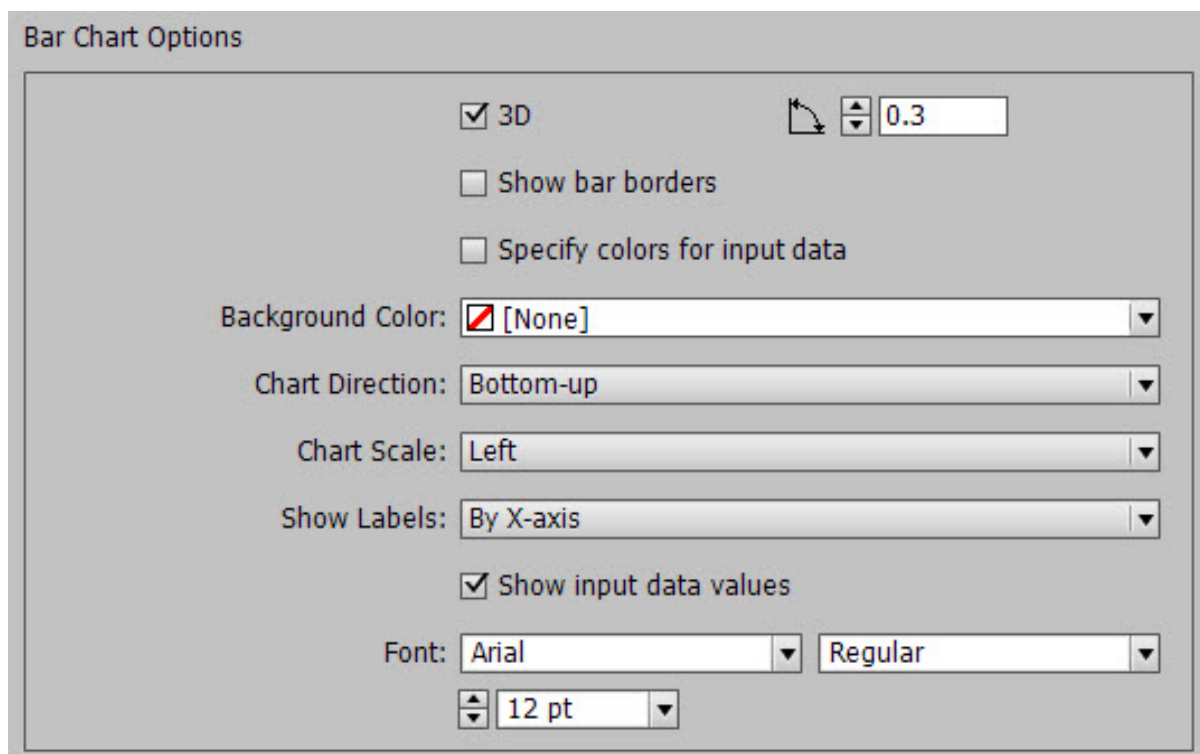 Bar Chart Options
3D 0.3
Show bar borders
Specify colors for input data
Background Color: [None]
Chart Direction: Bottom-up
Chart Scale: Left
Show Labels: By X-axis
Show input data values
Font: Arial Regular
12 pt